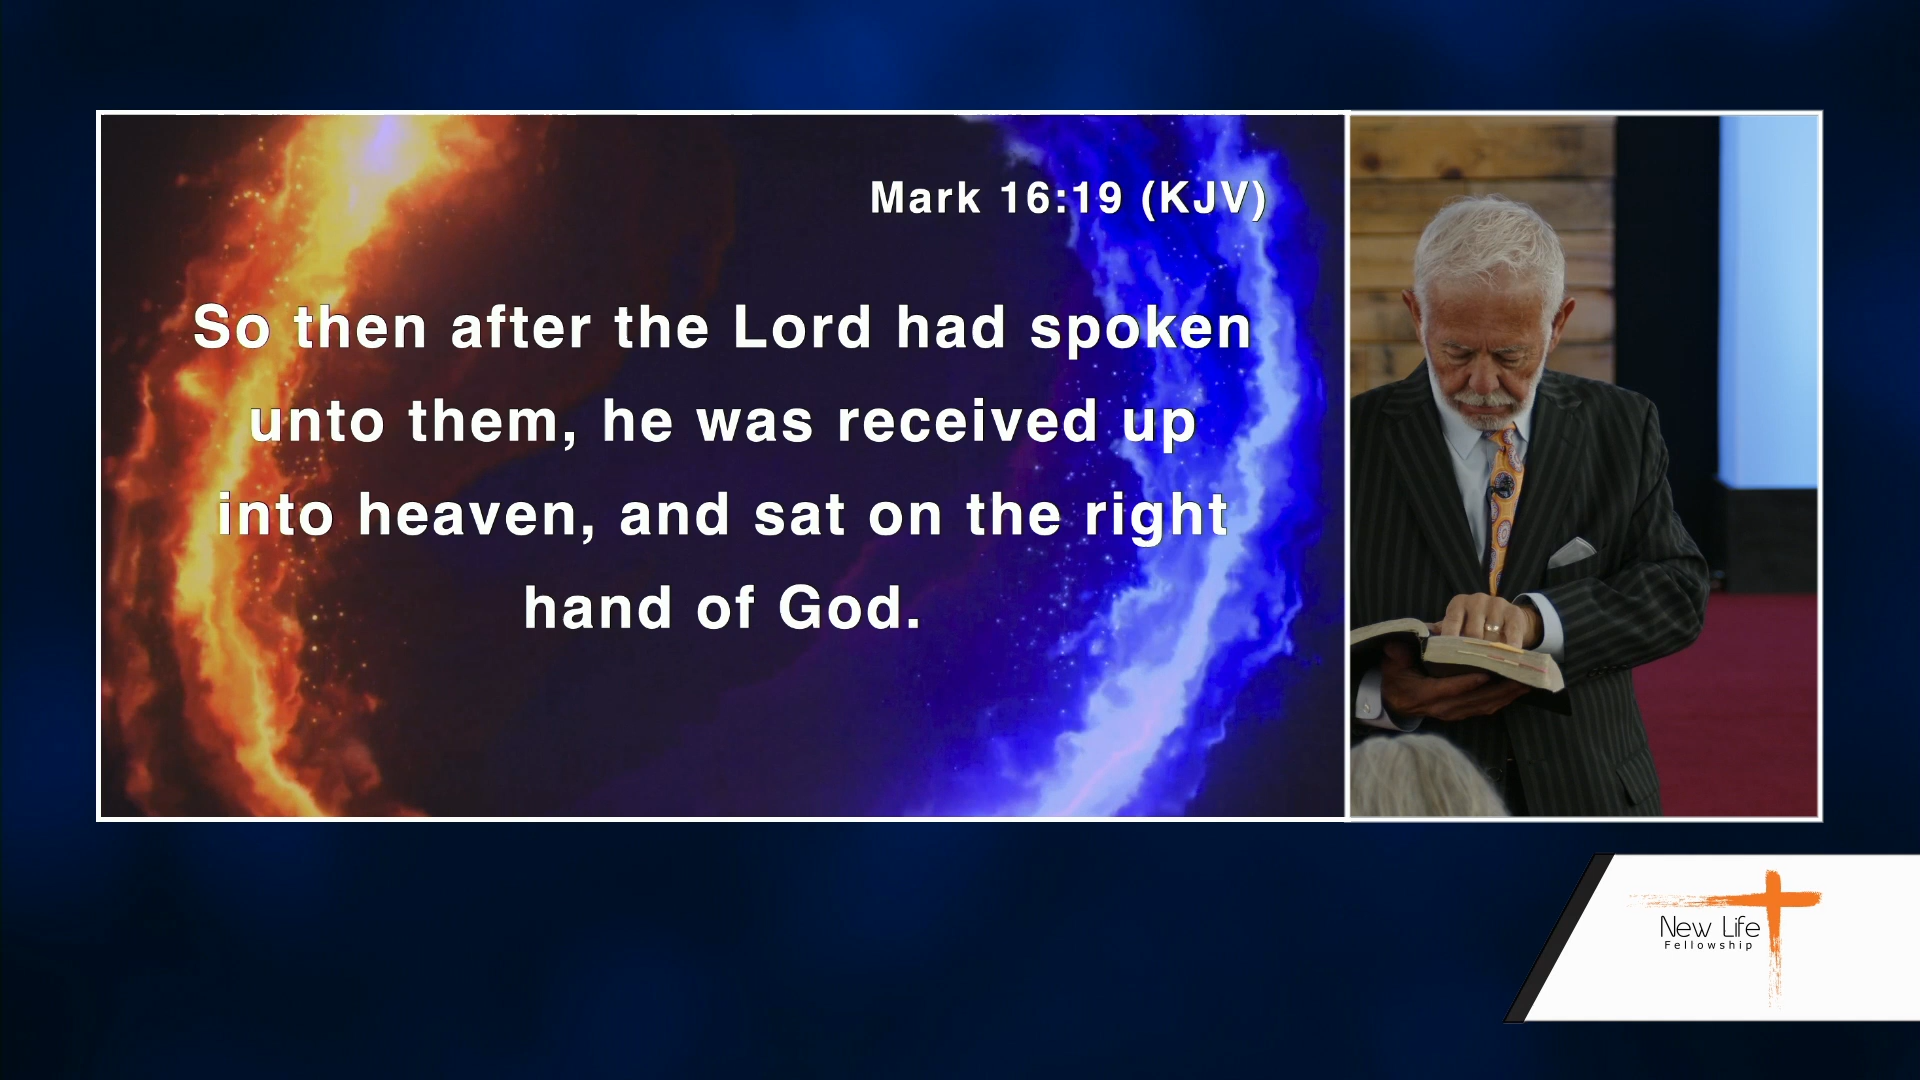 Mark 16:19 (KJV)
So then after the Lord had spoken
unto them, he was received up
into heaven, and sat on the right
hand of God.
New Life
Fellowship